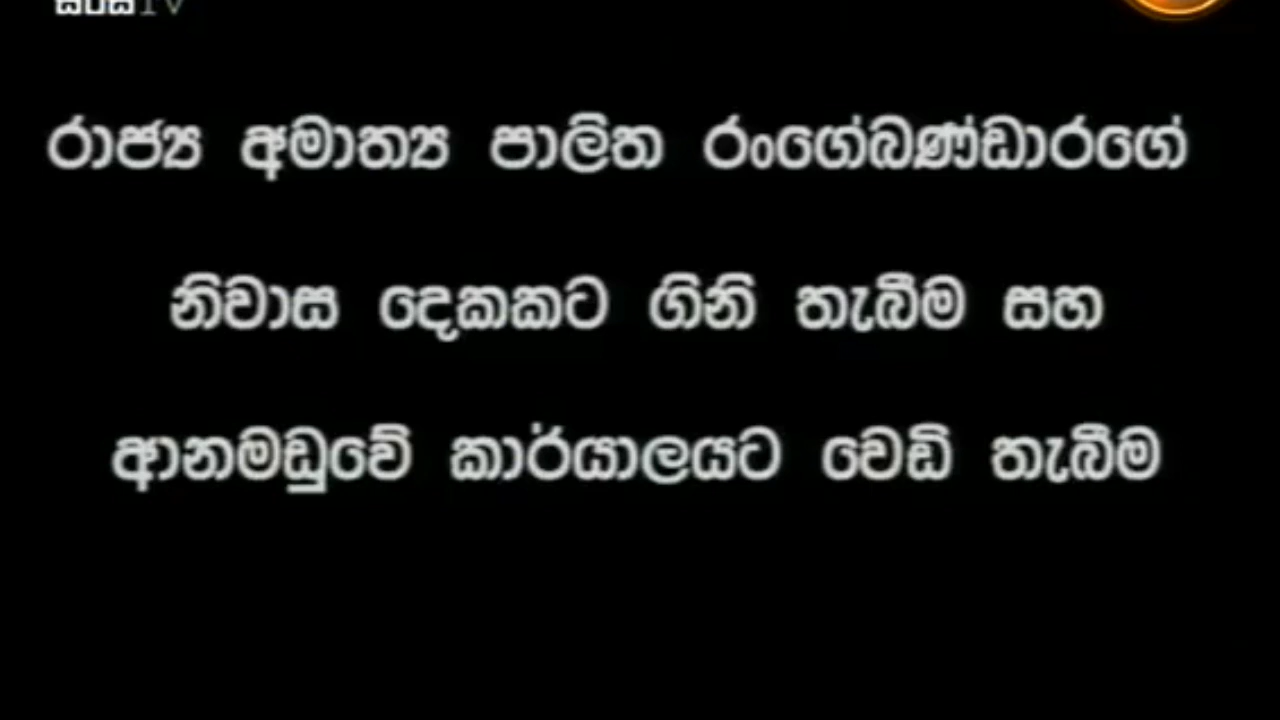 රාජ්‍ය අමාත්‍ය පාලිත රංගේබණ්ඩාරගේ
නිවාස දෙකකට ගිනි තැබීම සහ
ආනමඩුවේ කාර්යාලයට වෙඩි තැබීම